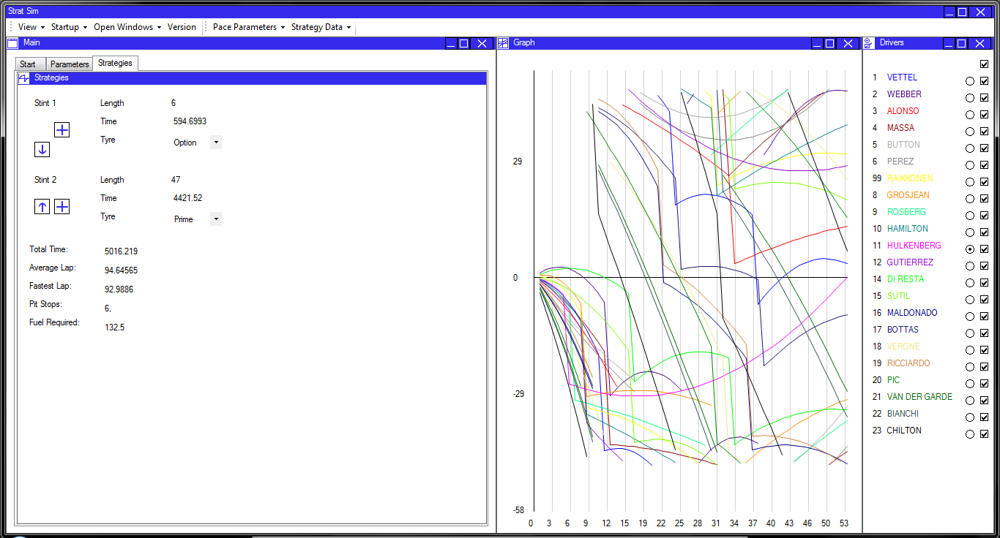 Strat Sim
View Startup Open Windows Version Pace Parameters Strategy Data
Main
Start Parameters Strategies
Strategies
Stint 1 Length 6
Time 594.6993
Tyre Option
Stint 2 Length 47
Time 4421.52
Tyre Prime
Total Time: 5016.219
Average Lap: 94.64565
Fastest Lap: 92.9886
Pit Stops: 6,
Fuel Required: 132.5
Graph
29
0
-29
-58
0 3 6 9 12 15 19 22 25 28 31 34 37 40 43 46 50 53
Drivers
1 VETTEL
2 WEBBER
3 ALONSO
4 MASSA
5 BUTTON
6 PEREZ
99 RAIKKONEN
8 GROSJEAN
9 ROSBERG
10 HAMILTON
11 HULKENBERG
12 GUTIERREZ
14 DI RESTA
15 SUTIL
16 MALDONADO
17 BOTTAS
18 VERGNE
19 RICCIARDO
20 PIC
21 VAN DER GARDE
22 BIANCHI
23 CHILTON